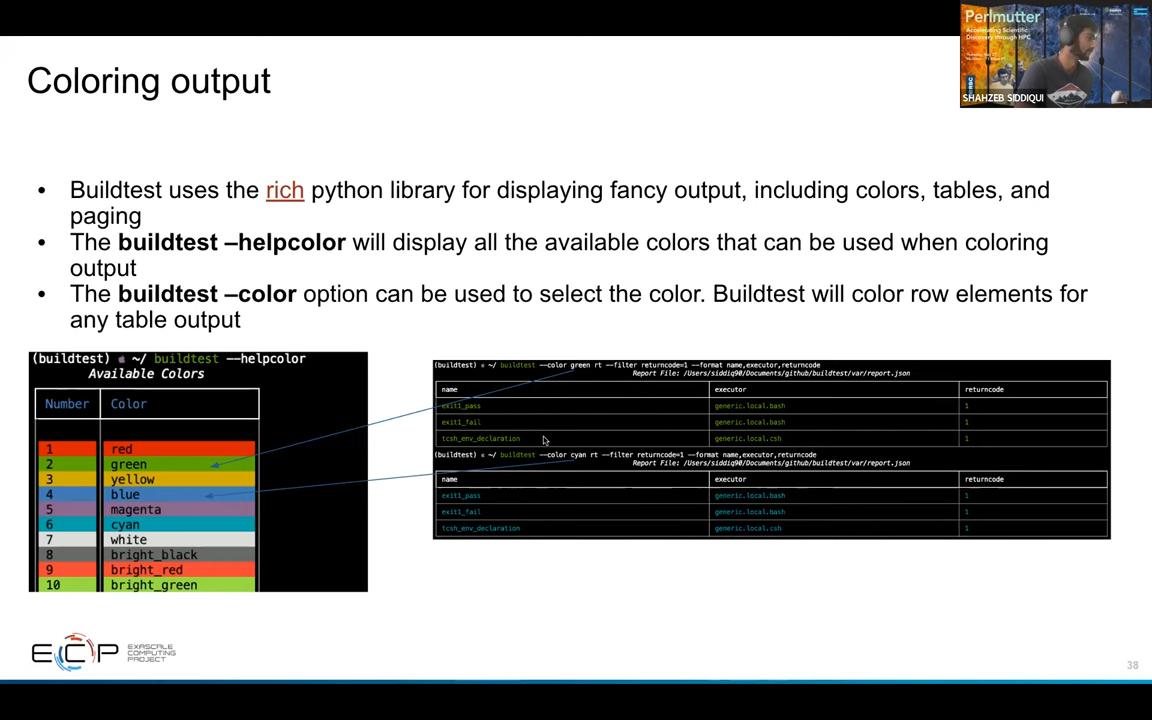 Perlmutter
Accelerating Scientific
Discovery through HPC
SHAHZEB SIDDIQUI
Coloring output
• Buildtest uses the rich python library for displaying fancy output, including colors, tables, and
paging
• The buildtest –helpcolor will display all the available colors that can be used when coloring
output
• The buildtest –color option can be used to select the color. Buildtest will color row elements for
any table output
(buildtest) ~/ buildtest --helpcolor
Available Colors
Number Color
1 red
2 green
3 yellow
4 blue
5 magenta
6 cyan
7 white
8 bright_black
9 bright_red
10 bright_green
(buildtest) ~/ buildtest --color green rt --filter returncode=1 --format name,executor,returncode
Report File: /Users/siddiq90/Documents/github/buildtest/var/report.json
name executor returncode
exit1_pass generic.local.bash 1
exit1_fail generic.local.bash 1
tcsh_env_declaration generic.local.csh 1
(buildtest) ~/ buildtest --color cyan rt --filter returncode=1 --format name,executor,returncode
Report File: /Users/siddiq90/Documents/github/buildtest/var/report.json
name executor returncode
exit1_pass generic.local.bash 1
exit1_fail generic.local.bash 1
tcsh_env_declaration generic.local.csh 1
ECP EXASCALE
COMPUTING
PROJECT
38